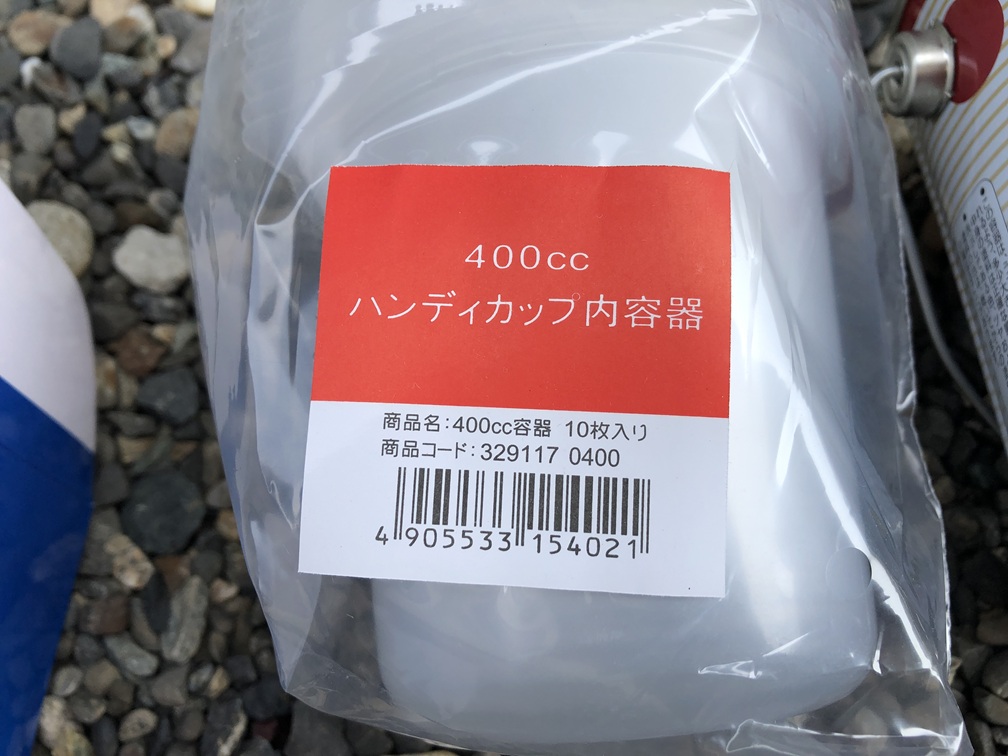 400cc
ハンディカップ内容器
商品名:400cc容器 10枚入り
商品コード:329117 0400
4 905533 154021